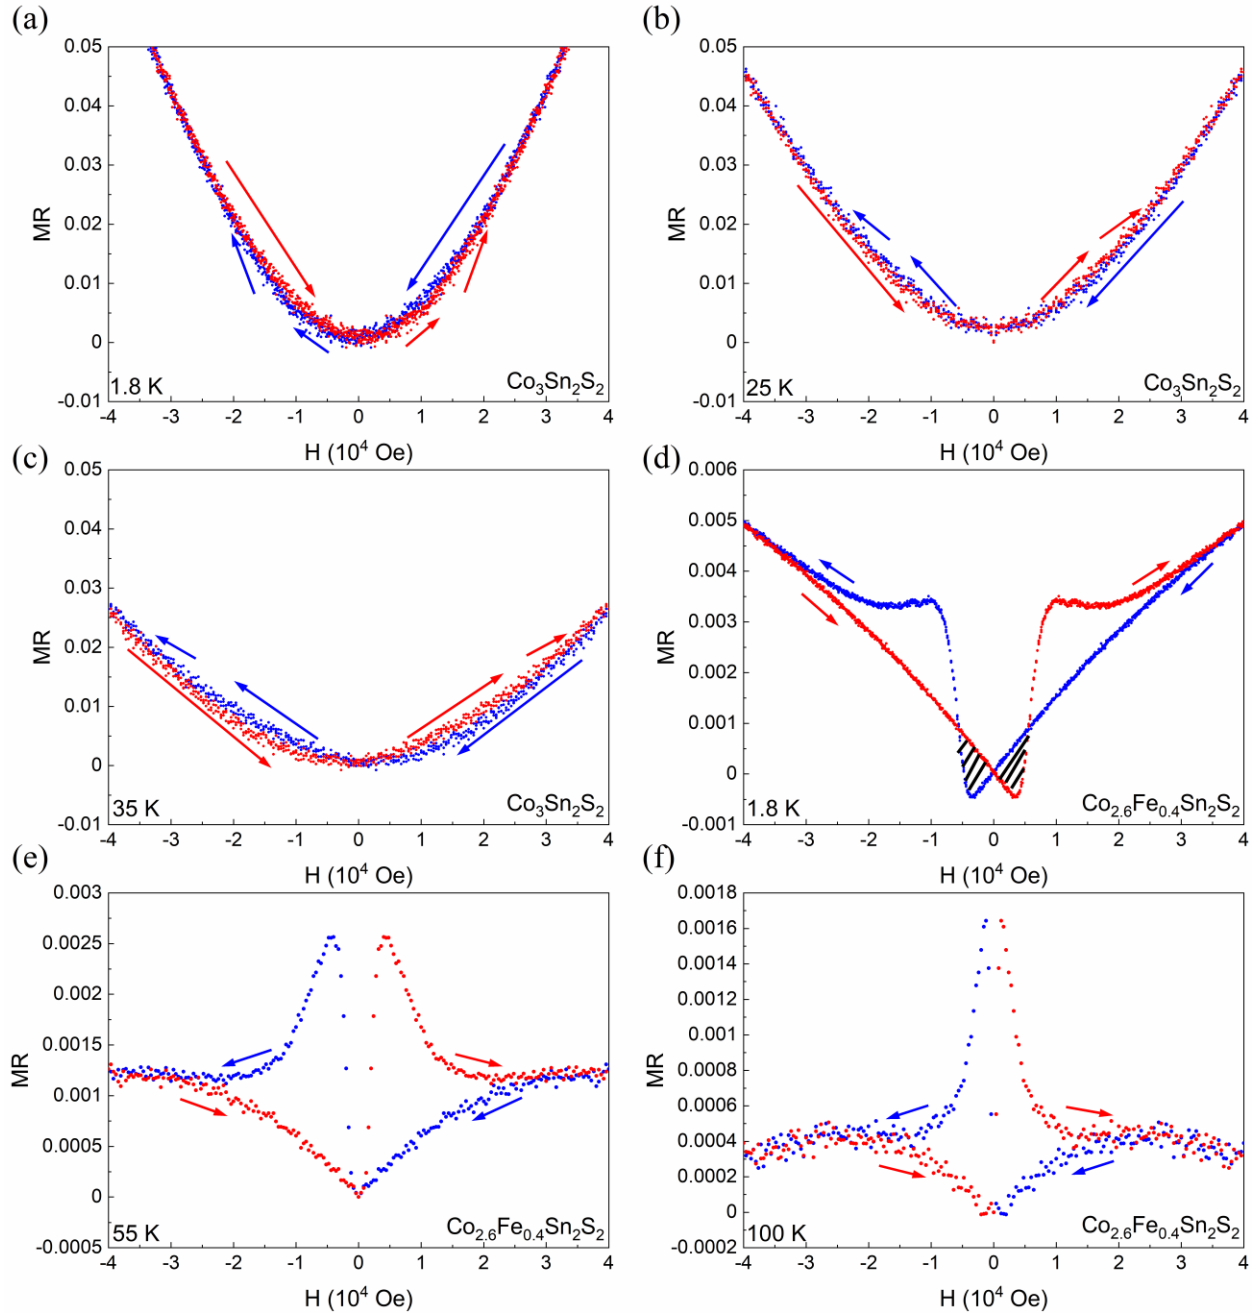 (a)
0.05
0.04
0.03
0.02
0.01
0
-0.01
MR
1.8 K
Co3Sn2S2
-4 -3 -2 -1 0 1 2 3 4
H (10^4 Oe)
(b)
0.05
0.04
0.03
0.02
0.01
0
-0.01
MR
25 K
Co3Sn2S2
-4 -3 -2 -1 0 1 2 3 4
H (10^4 Oe)
(c)
0.05
0.04
0.03
0.02
0.01
0
-0.01
MR
35 K
Co3Sn2S2
-4 -3 -2 -1 0 1 2 3 4
H (10^4 Oe)
(d)
0.006
0.005
0.004
0.003
0.002
0.001
0
-0.001
MR
1.8 K
Co2.6Fe0.4Sn2S2
-4 -3 -2 -1 0 1 2 3 4
H (10^4 Oe)
(e)
0.003
0.0025
0.002
0.0015
0.001
0.0005
0
-0.0005
MR
55 K
Co2.6Fe0.4Sn2S2
-4 -3 -2 -1 0 1 2 3 4
H (10^4 Oe)
(f)
0.0018
0.0016
0.0014
0.0012
0.001
0.0008
0.0006
0.0004
0.0002
0
-0.0002
MR
100 K
Co2.6Fe0.4Sn2S2
-4 -3 -2 -1 0 1 2 3 4
H (10^4 Oe)